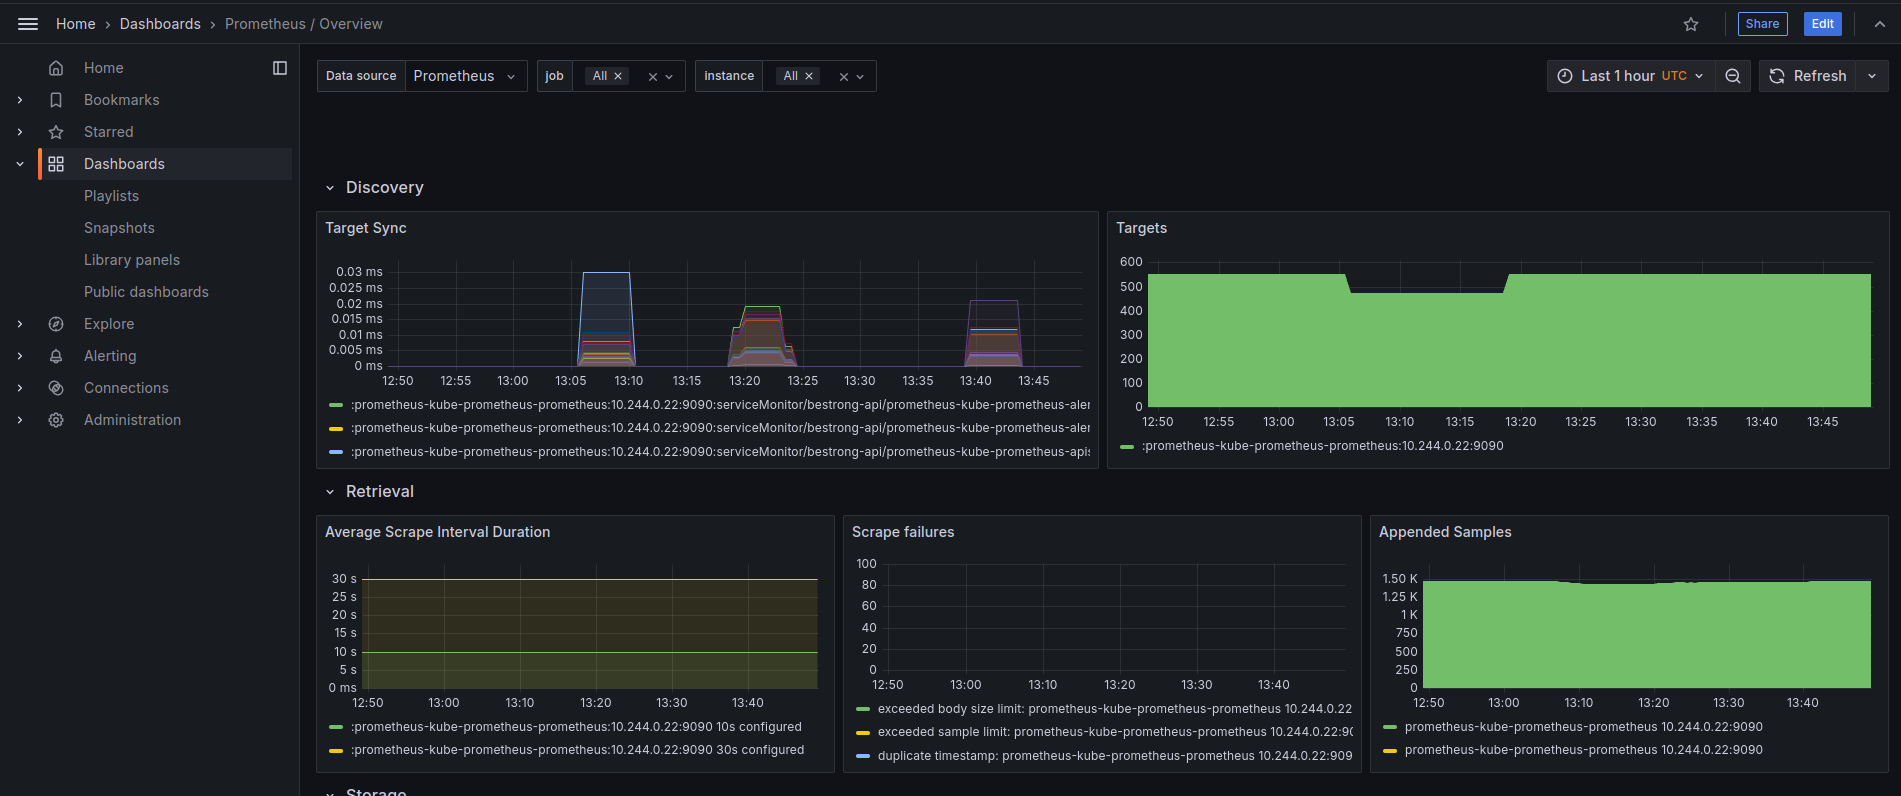 Home › Dashboards › Prometheus / Overview
Share
Edit
Home
Bookmarks
Starred
Dashboards
Playlists
Snapshots
Library panels
Public dashboards
Explore
Alerting
Connections
Administration
Data source Prometheus
job All
instance All
Last 1 hour UTC
Refresh
Discovery
Target Sync
0.03 ms
0.025 ms
0.02 ms
0.015 ms
0.01 ms
0.005 ms
0 ms
12:50 12:55 13:00 13:05 13:10 13:15 13:20 13:25 13:30 13:35 13:40 13:45
:prometheus-kube-prometheus-prometheus:10.244.0.22:9090:serviceMonitor/bestrong-api/prometheus-kube-prometheus-aler
:prometheus-kube-prometheus-prometheus:10.244.0.22:9090:serviceMonitor/bestrong-api/prometheus-kube-prometheus-aler
:prometheus-kube-prometheus-prometheus:10.244.0.22:9090:serviceMonitor/bestrong-api/prometheus-kube-prometheus-apis
Targets
600
500
400
300
200
100
0
12:50 12:55 13:00 13:05 13:10 13:15 13:20 13:25 13:30 13:35 13:40 13:45
:prometheus-kube-prometheus-prometheus:10.244.0.22:9090
Retrieval
Average Scrape Interval Duration
30 s
25 s
20 s
15 s
10 s
5 s
0 ms
12:50 13:00 13:10 13:20 13:30 13:40
:prometheus-kube-prometheus-prometheus:10.244.0.22:9090 10s configured
:prometheus-kube-prometheus-prometheus:10.244.0.22:9090 30s configured
Scrape failures
100
80
60
40
20
0
12:50 13:00 13:10 13:20 13:30 13:40
exceeded body size limit: prometheus-kube-prometheus-prometheus 10.244.0.22
exceeded sample limit: prometheus-kube-prometheus-prometheus 10.244.0.22:90
duplicate timestamp: prometheus-kube-prometheus-prometheus 10.244.0.22:909
Appended Samples
1.50 K
1.25 K
1 K
750
500
250
0
12:50 13:00 13:10 13:20 13:30 13:40
prometheus-kube-prometheus-prometheus 10.244.0.22:9090
prometheus-kube-prometheus-prometheus 10.244.0.22:9090
Storage